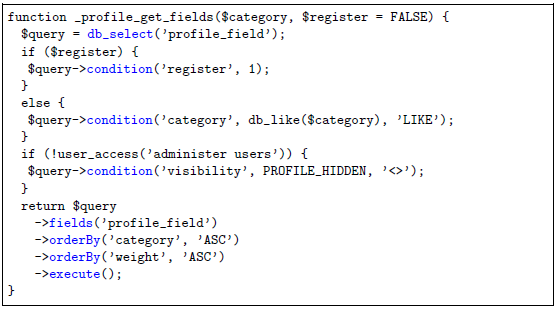 function _profile_get_fields($category, $register = FALSE) {
  $query = db_select(’profile_field’);
  if ($register) {
   $query->condition(’register’, 1);
  }
  else {
   $query->condition(’category’, db_like($category), ’LIKE’);
  }
  if (!user_access(’administer users’)) {
   $query->condition(’visibility’, PROFILE_HIDDEN, ’<>’);
  }
  return $query
    ->fields(’profile_field’)
    ->orderBy(’category’, ’ASC’)
    ->orderBy(’weight’, ’ASC’)
    ->execute();
}